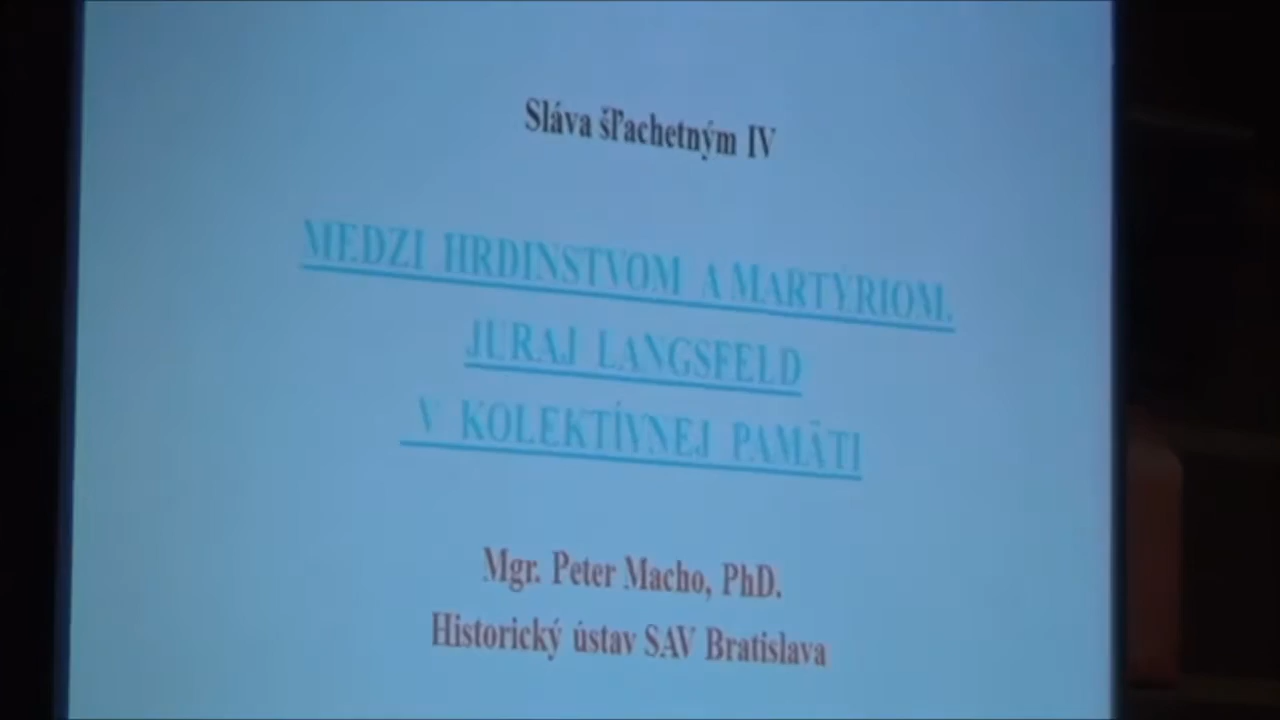 Sláva šľachetným IV
MEDZI HRDINSTVOM A MARTÝRIOM.
JURAJ LANGSFELD
V KOLEKTÍVNEJ PAMÄTI
Mgr. Peter Macho, PhD.
Historický ústav SAV Bratislava